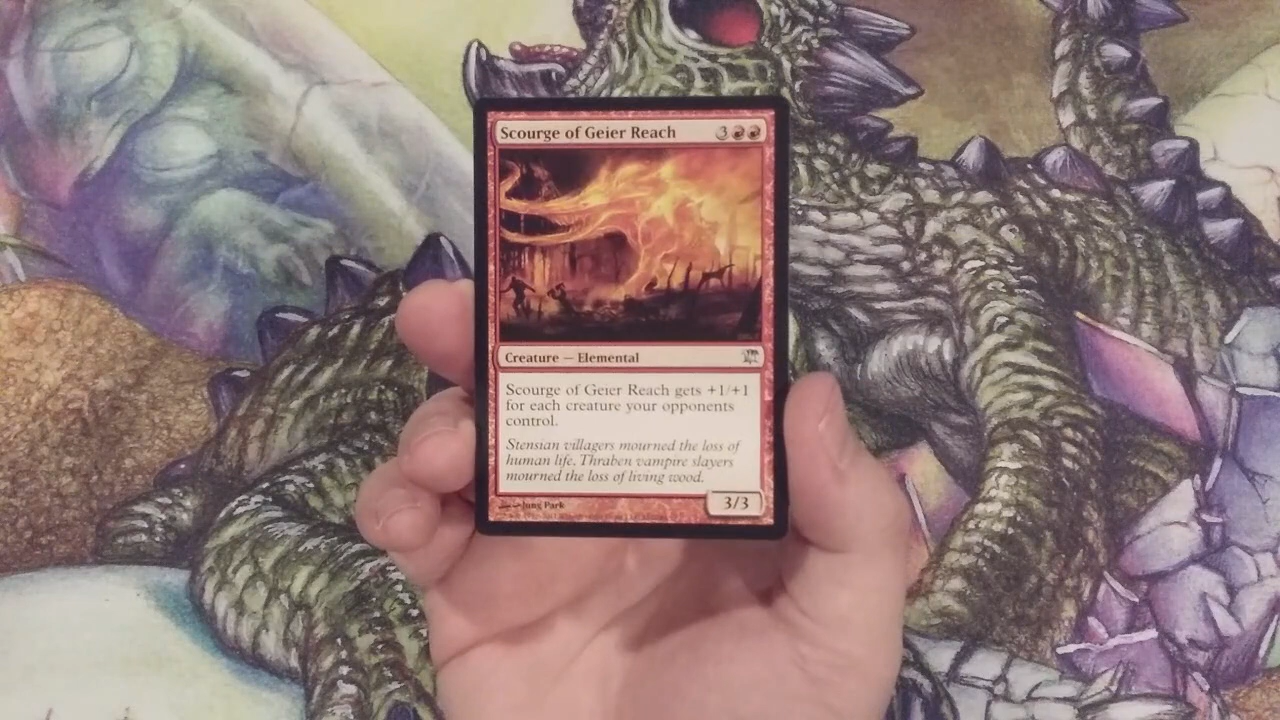 Scourge of Geier Reach 3
Creature — Elemental
Scourge of Geier Reach gets +1/+1
for each creature your opponents
control.
Stensian villagers mourned the loss of
human life. Thraben vampire slayers
mourned the loss of living wood.
Jung Park
3/3